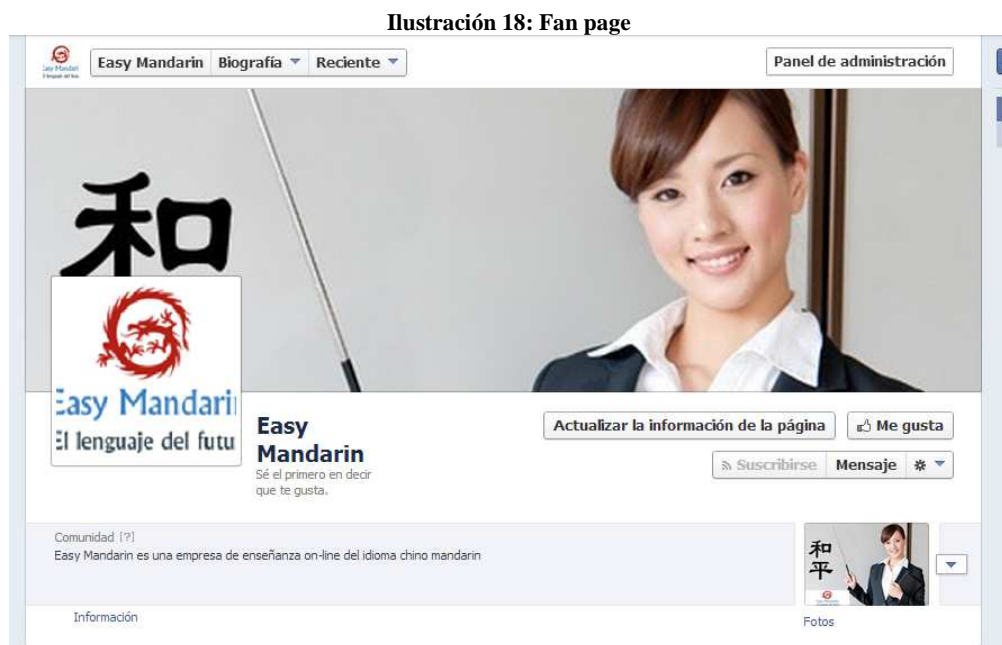 Ilustración 18: Fan page
Easy Mandarin Biografía Reciente
Panel de administración
和
Easy Mandari
El lenguaje del futu
Easy
Mandarin
Sé el primero en decir
que te gusta.
Actualizar la información de la página Me gusta
Suscribirse Mensaje
Comunidad [?]
Easy Mandarin es una empresa de enseñanza on-line del idioma chino mandarin
和
平
Información
Fotos